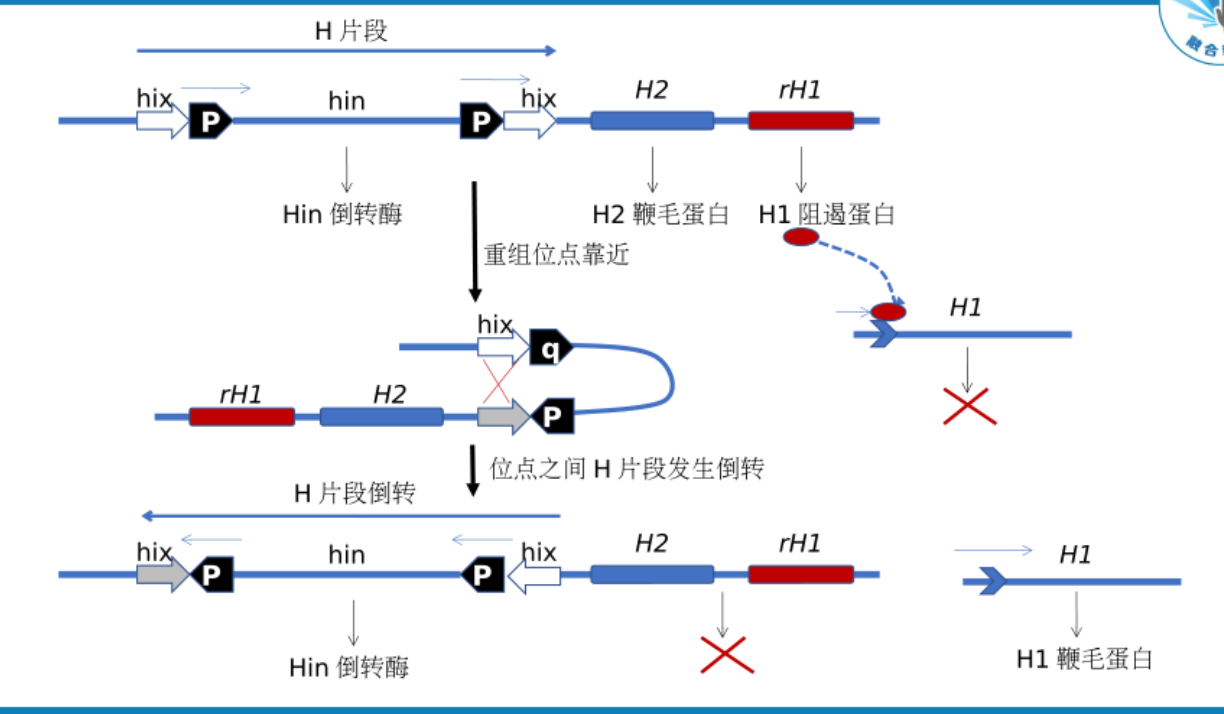 H 片段
融合
hix
hin
hix
H2
rH1
P
P
Hin 倒转酶
H2 鞭毛蛋白
H1 阻遏蛋白
重组位点靠近
hix
q
H1
rH1
H2
P
位点之间 H 片段发生倒转
H 片段倒转
hix
hin
hix
H2
rH1
H1
P
P
Hin 倒转酶
H1 鞭毛蛋白